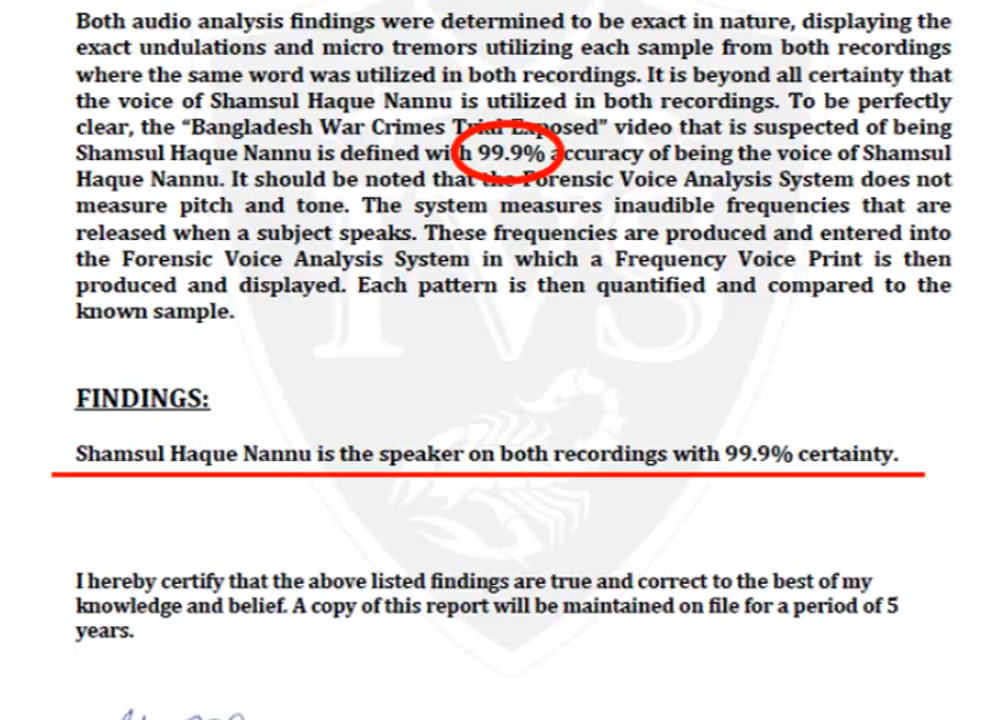 Both audio analysis findings were determined to be exact in nature, displaying the
exact undulations and micro tremors utilizing each sample from both recordings
where the same word was utilized in both recordings. It is beyond all certainty that
the voice of Shamsul Haque Nannu is utilized in both recordings. To be perfectly
clear, the “Bangladesh War Crimes Trial Exposed” video that is suspected of being
Shamsul Haque Nannu is defined with 99.9% accuracy of being the voice of Shamsul
Haque Nannu. It should be noted that the Forensic Voice Analysis System does not
measure pitch and tone. The system measures inaudible frequencies that are
released when a subject speaks. These frequencies are produced and entered into
the Forensic Voice Analysis System in which a Frequency Voice Print is then
produced and displayed. Each pattern is then quantified and compared to the
known sample.
IVS
FINDINGS:
Shamsul Haque Nannu is the speaker on both recordings with 99.9% certainty.
I hereby certify that the above listed findings are true and correct to the best of my
knowledge and belief. A copy of this report will be maintained on file for a period of 5
years.